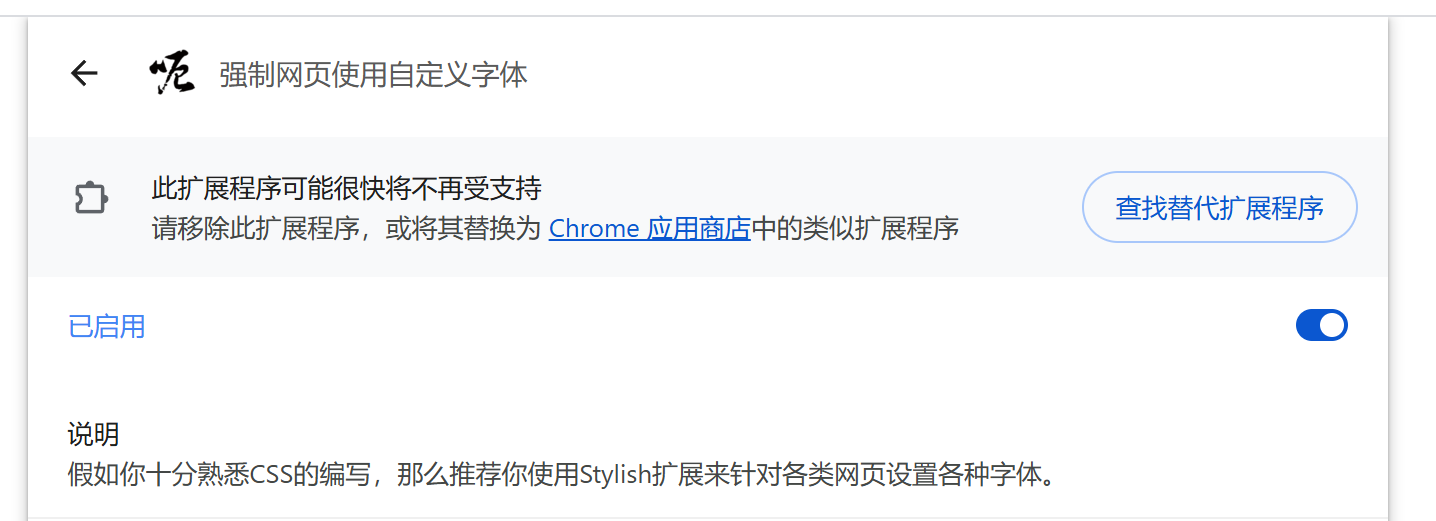 呃 强制网页使用自定义字体
此扩展程序可能很快将不再受支持
请移除此扩展程序，或将其替换为 Chrome 应用商店中的类似扩展程序
查找替代扩展程序
已启用
说明
假如你十分熟悉CSS的编写，那么推荐你使用Stylish扩展来针对各类网页设置各种字体。